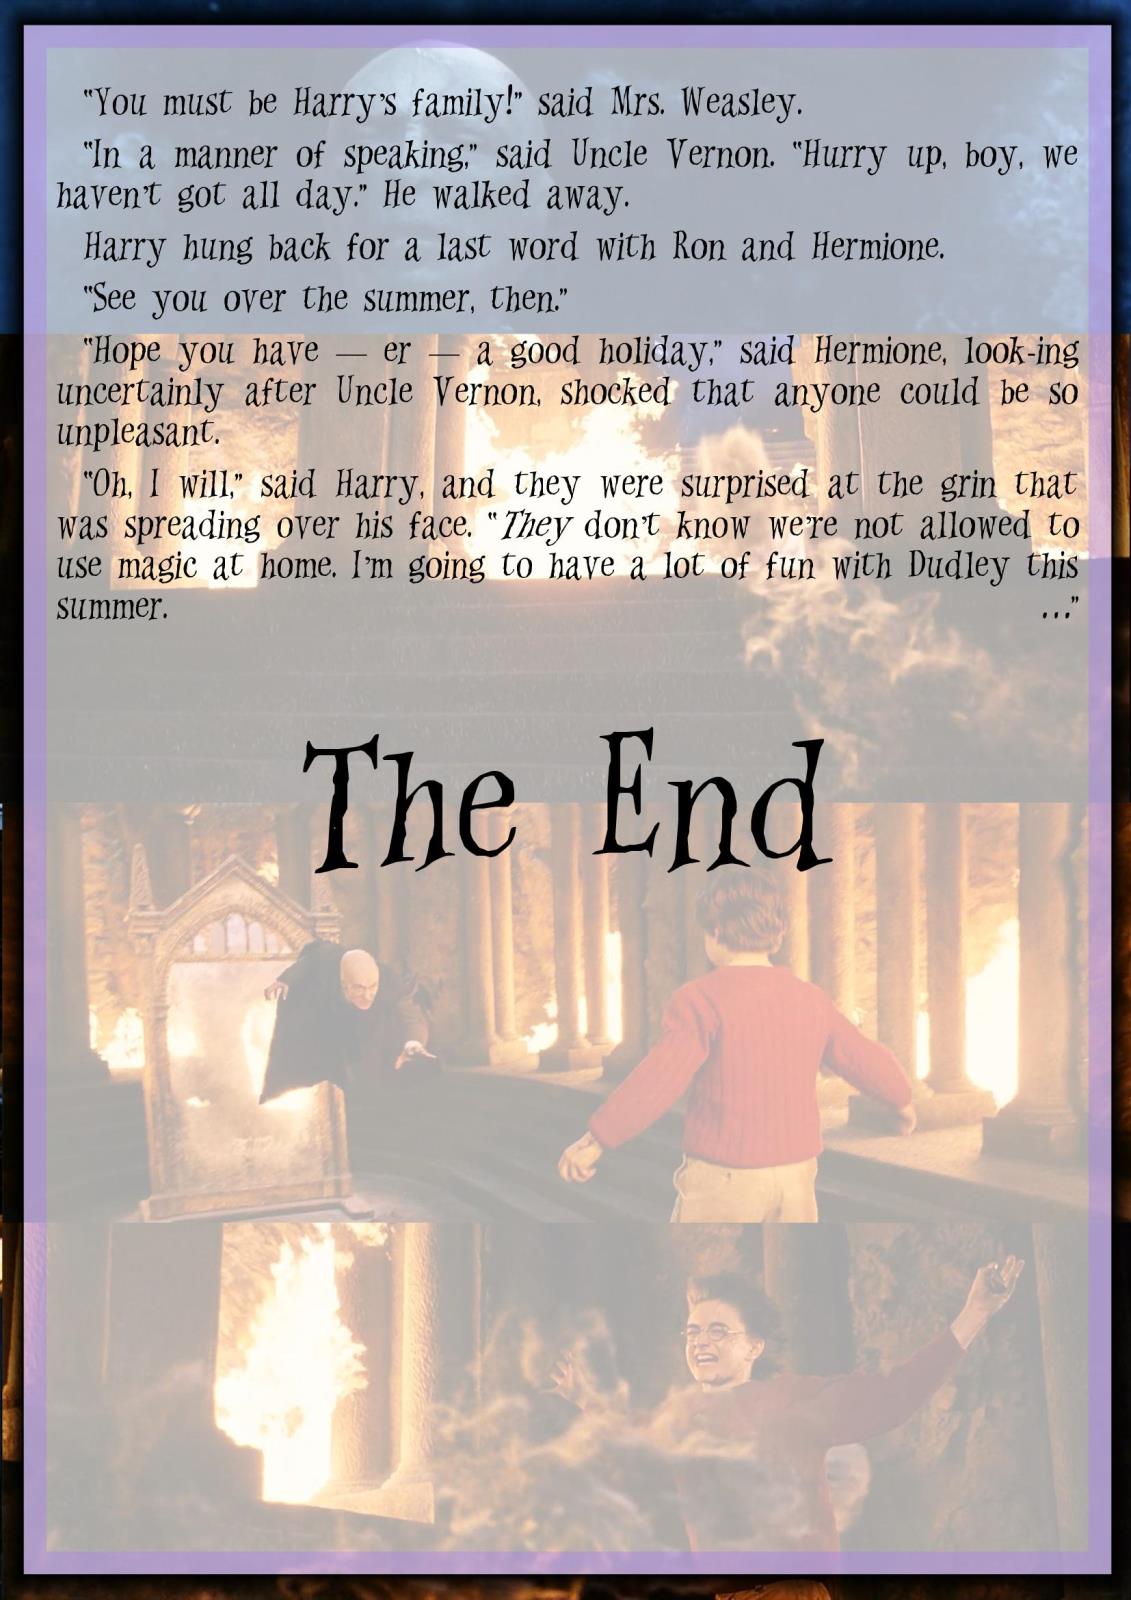 “You must be Harry’s family!” said Mrs. Weasley.
“In a manner of speaking,” said Uncle Vernon. “Hurry up, boy, we
haven’t got all day.” He walked away.
Harry hung back for a last word with Ron and Hermione.
“See you over the summer, then.”
“Hope you have — er — a good holiday,” said Hermione, look-ing
uncertainly after Uncle Vernon, shocked that anyone could be so
unpleasant.
“Oh, I will,” said Harry, and they were surprised at the grin that
was spreading over his face. “They don’t know we’re not allowed to
use magic at home. I’m going to have a lot of fun with Dudley this
summer. …”
The End